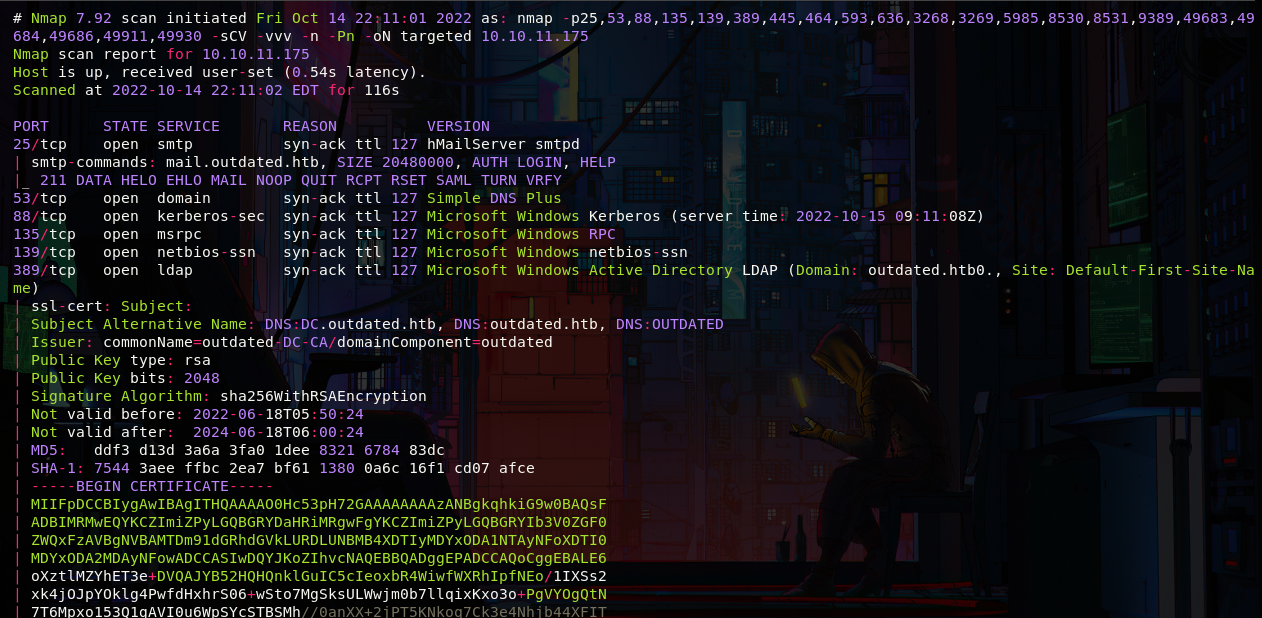 # Nmap 7.92 scan initiated Fri Oct 14 22:11:01 2022 as: nmap -p25,53,88,135,139,389,445,464,593,636,3268,3269,5985,8530,8531,9389,49683,49
684,49686,49911,49930 -sCV -vvv -n -Pn -oN targeted 10.10.11.175
Nmap scan report for 10.10.11.175
Host is up, received user-set (0.54s latency).
Scanned at 2022-10-14 22:11:02 EDT for 116s
PORT      STATE SERVICE       REASON          VERSION
25/tcp    open  smtp          syn-ack ttl 127 hMailServer smtpd
| smtp-commands: mail.outdated.htb, SIZE 20480000, AUTH LOGIN, HELP
|_ 211 DATA HELO EHLO MAIL NOOP QUIT RCPT RSET SAML TURN VRFY
53/tcp    open  domain        syn-ack ttl 127 Simple DNS Plus
88/tcp    open  kerberos-sec  syn-ack ttl 127 Microsoft Windows Kerberos (server time: 2022-10-15 09:11:08Z)
135/tcp   open  msrpc         syn-ack ttl 127 Microsoft Windows RPC
139/tcp   open  netbios-ssn   syn-ack ttl 127 Microsoft Windows netbios-ssn
389/tcp   open  ldap          syn-ack ttl 127 Microsoft Windows Active Directory LDAP (Domain: outdated.htb0., Site: Default-First-Site-Na
me)
| ssl-cert: Subject:
| Subject Alternative Name: DNS:DC.outdated.htb, DNS:outdated.htb, DNS:OUTDATED
| Issuer: commonName=outdated-DC-CA/domainComponent=outdated
| Public Key type: rsa
| Public Key bits: 2048
| Signature Algorithm: sha256WithRSAEncryption
| Not valid before: 2022-06-18T05:50:24
| Not valid after:  2024-06-18T06:00:24
| MD5:   ddf3 d13d 3a6a 3fa0 1dee 8321 6784 83dc
| SHA-1: 7544 3aee ffbc 2ea7 bf61 1380 0a6c 16f1 cd07 afce
| -----BEGIN CERTIFICATE-----
| MIIFpDCCBIygAwIBAgITHQAAAAO0Hc53pH72GAAAAAAAAzANBgkqhkiG9w0BAQsF
| ADBIMRMwEQYKCZImiZPyLGQBGRYDaHRiMRgwFgYKCZImiZPyLGQBGRYIb3V0ZGF0
| ZWQxFzAVBgNVBAMTDm91dGRhdGVkLURDLUNBMB4XDTIyMDYxODA1NTAyNFoXDTI0
| MDYxODA2MDAyNFowADCCASIwDQYJKoZIhvcNAQEBBQADggEPADCCAQoCggEBALE6
| oXztlMZYhET3e+DVQAJYB52HQHQnklGuIC5cIeoxbR4WiwfWXRhIpfNEo/1IXSs2
| xk4jOJpYOklg4PwfdHxhrS06+wSto7MgSksULWwjm0b7llqixKxo3o+PgVYOgQtN
| 7T6Mpxo153Q1qAVI0u6WpSYcSTBSMh//0anXX+2jPT5KNkoq7Ck3e4Nhjb44XFIT